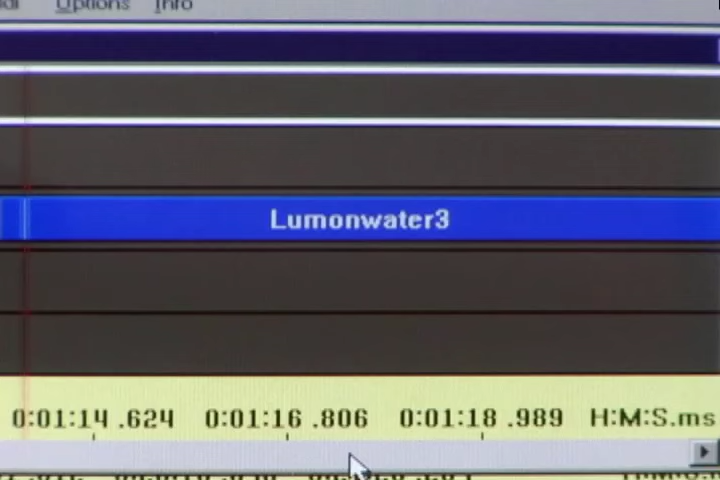 Options Info
Lumonwater3
0:01:14 .624 0:01:16 .806 0:01:18 .989 H:M:S.ms